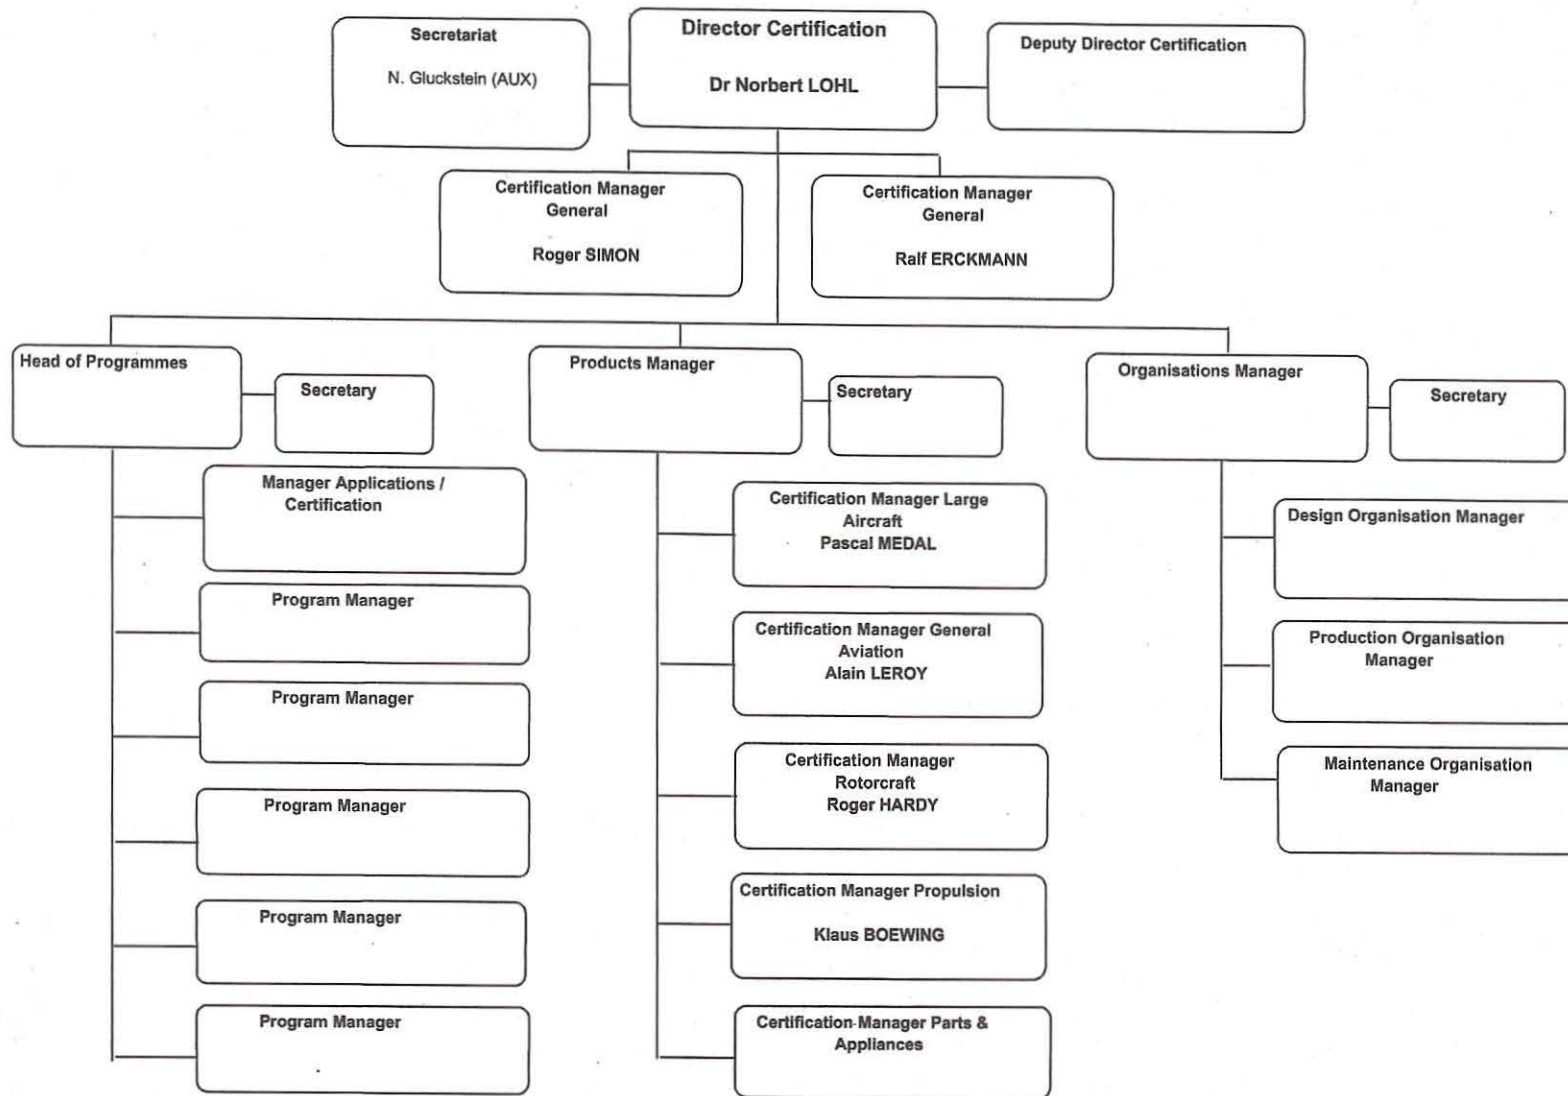 Secretariat
N. Gluckstein (AUX)
Director Certification
Dr Norbert LOHL
Deputy Director Certification
Certification Manager
General
Roger SIMON
Certification Manager
General
Ralf ERCKMANN
Head of Programmes
Secretary
Products Manager
Secretary
Organisations Manager
Secretary
Manager Applications /
Certification
Program Manager
Program Manager
Program Manager
Program Manager
Program Manager
Certification Manager Large
Aircraft
Pascal MEDAL
Certification Manager General
Aviation
Alain LEROY
Certification Manager
Rotorcraft
Roger HARDY
Certification Manager Propulsion
Klaus BOEWING
Certification Manager Parts &
Appliances
Design Organisation Manager
Production Organisation
Manager
Maintenance Organisation
Manager